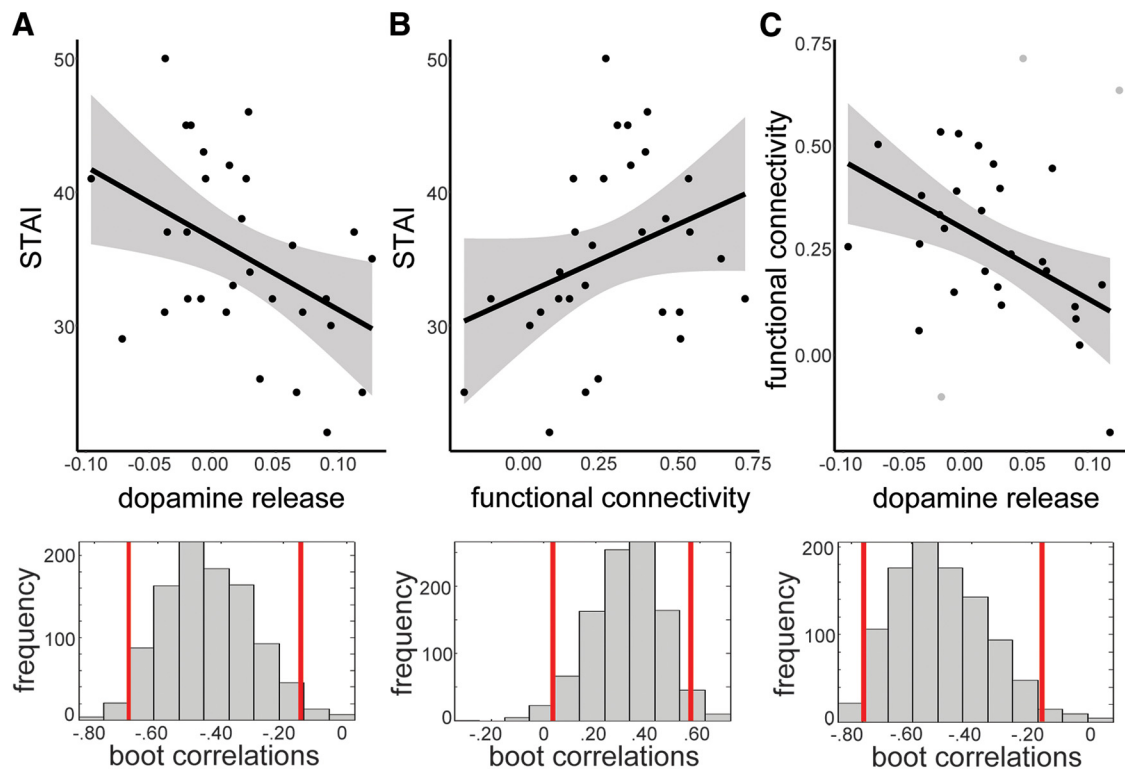 A
B
C
STAI
50
40
30
-0.10 -0.05 0.00 0.05 0.10
dopamine release
STAI
50
40
30
0.00 0.25 0.50 0.75
functional connectivity
functional connectivity
0.75
0.50
0.25
0.00
-0.10 -0.05 0.00 0.05 0.10
dopamine release
frequency
200
100
0
-.80 -.60 -.40 -.20 0
boot correlations
frequency
200
100
0
-.20 0 .20 .40 .60
boot correlations
frequency
200
100
0
-.80 -.60 -.40 -.20 0
boot correlations